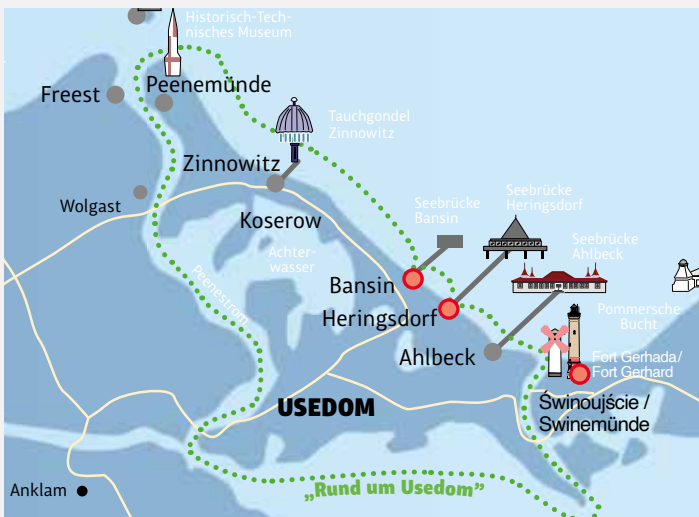 Historisch-Tech-
nisches Museum
Peenemünde
Freest
Tauchgondel
Zinnowitz
Zinnowitz
Wolgast
Koserow
Seebrücke
Bansin
Seebrücke
Heringsdorf
Seebrücke
Ahlbeck
Achter-
wasser
Peenestrom
Bansin
Heringsdorf
Pommersche
Bucht
Ahlbeck
Fort Gerhada/
Fort Gerhard
USEDOM
Świnoujście /
Swinemünde
„Rund um Usedom”
Anklam